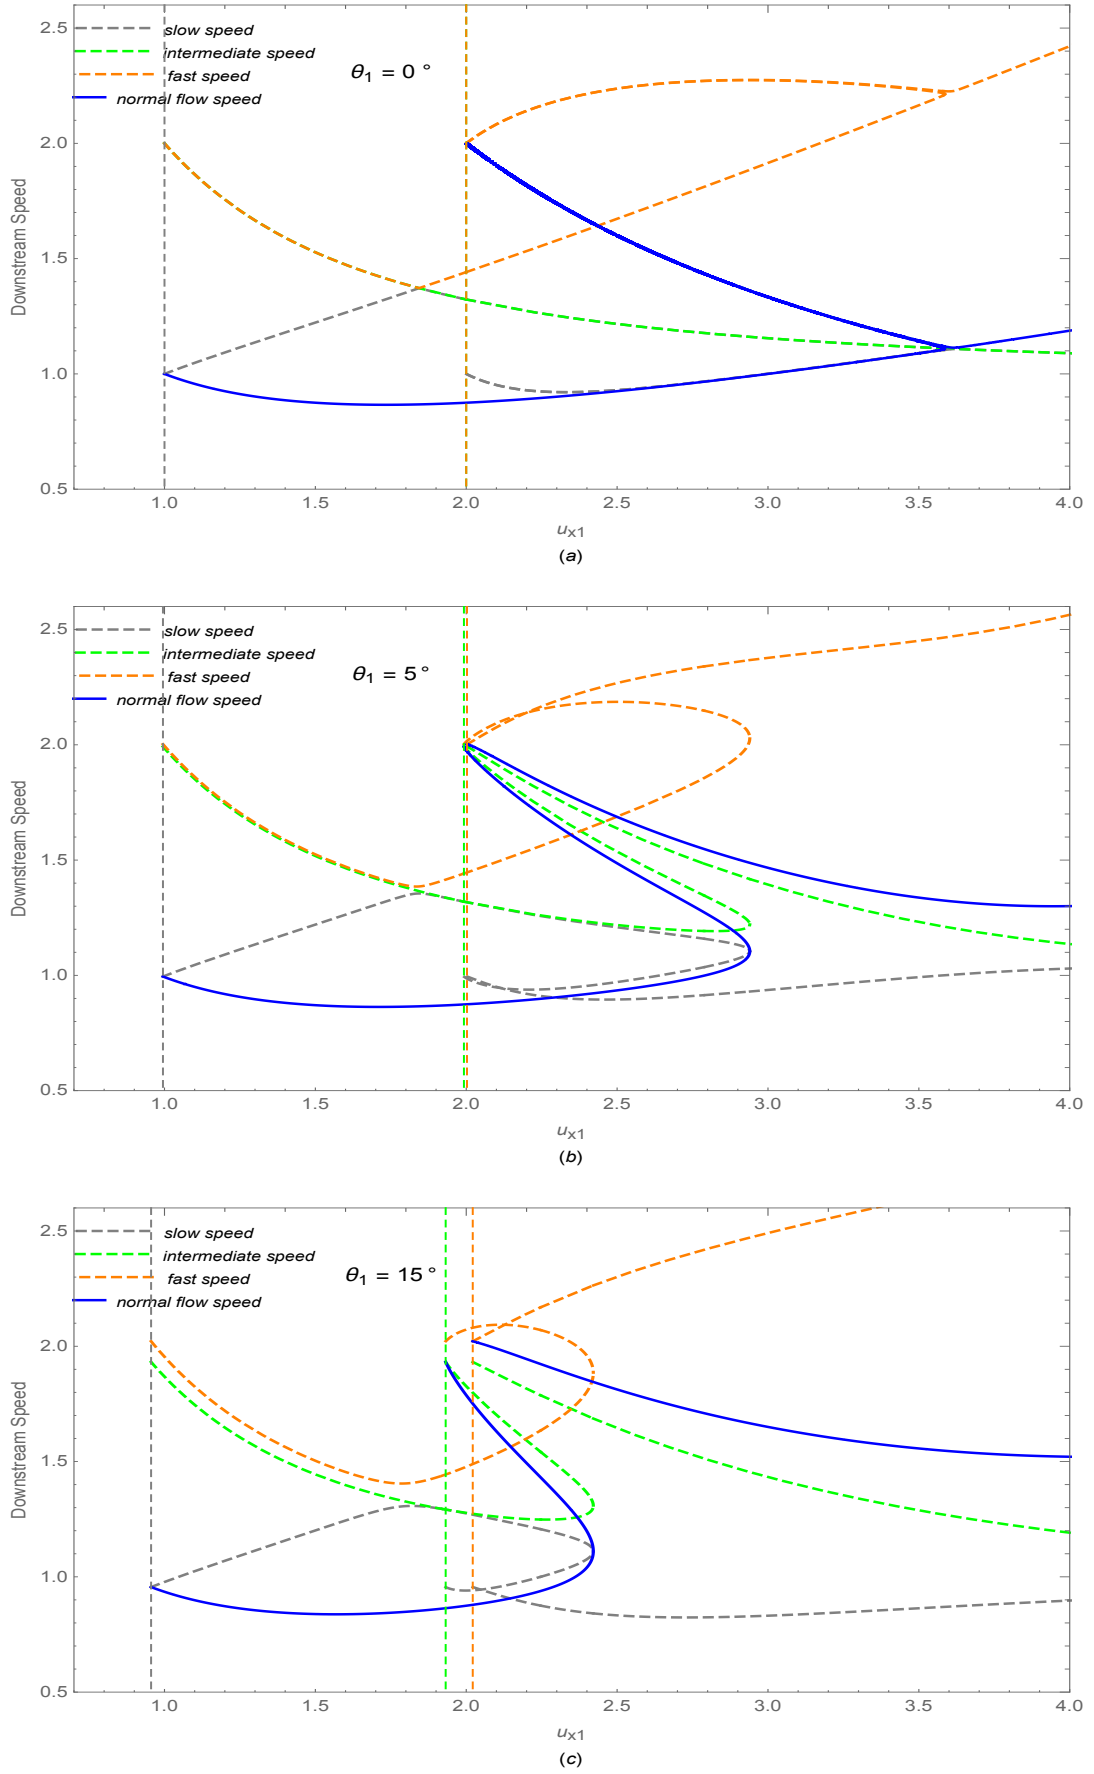 slow speed
intermediate speed
fast speed
normal flow speed
θ1 = 0 °
Downstream Speed
2.5
2.0
1.5
1.0
0.5
1.0 1.5 2.0 2.5 3.0 3.5 4.0
ux1
(a)
slow speed
intermediate speed
fast speed
normal flow speed
θ1 = 5 °
Downstream Speed
2.5
2.0
1.5
1.0
0.5
1.0 1.5 2.0 2.5 3.0 3.5 4.0
ux1
(b)
slow speed
intermediate speed
fast speed
normal flow speed
θ1 = 15 °
Downstream Speed
2.5
2.0
1.5
1.0
0.5
1.0 1.5 2.0 2.5 3.0 3.5 4.0
ux1
(c)